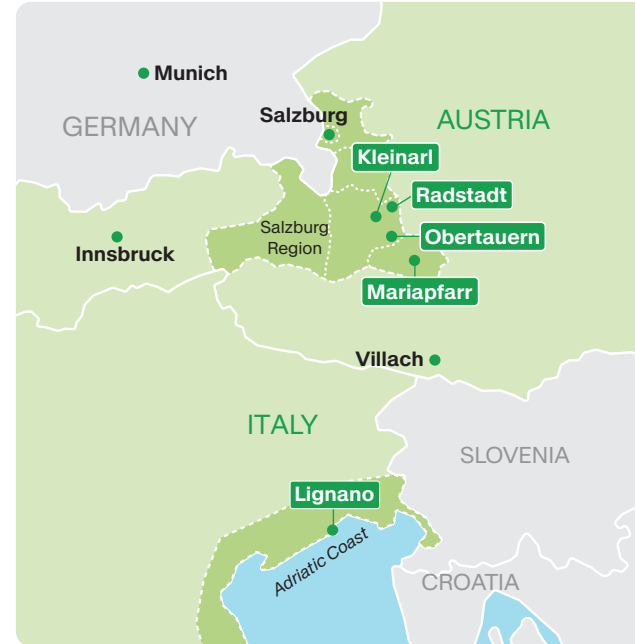 Munich
GERMANY
Salzburg
AUSTRIA
Kleinarl
Radstadt
Salzburg
Region
Obertauern
Innsbruck
Mariapfarr
Villach
ITALY
SLOVENIA
Lignano
Adriatic Coast
CROATIA